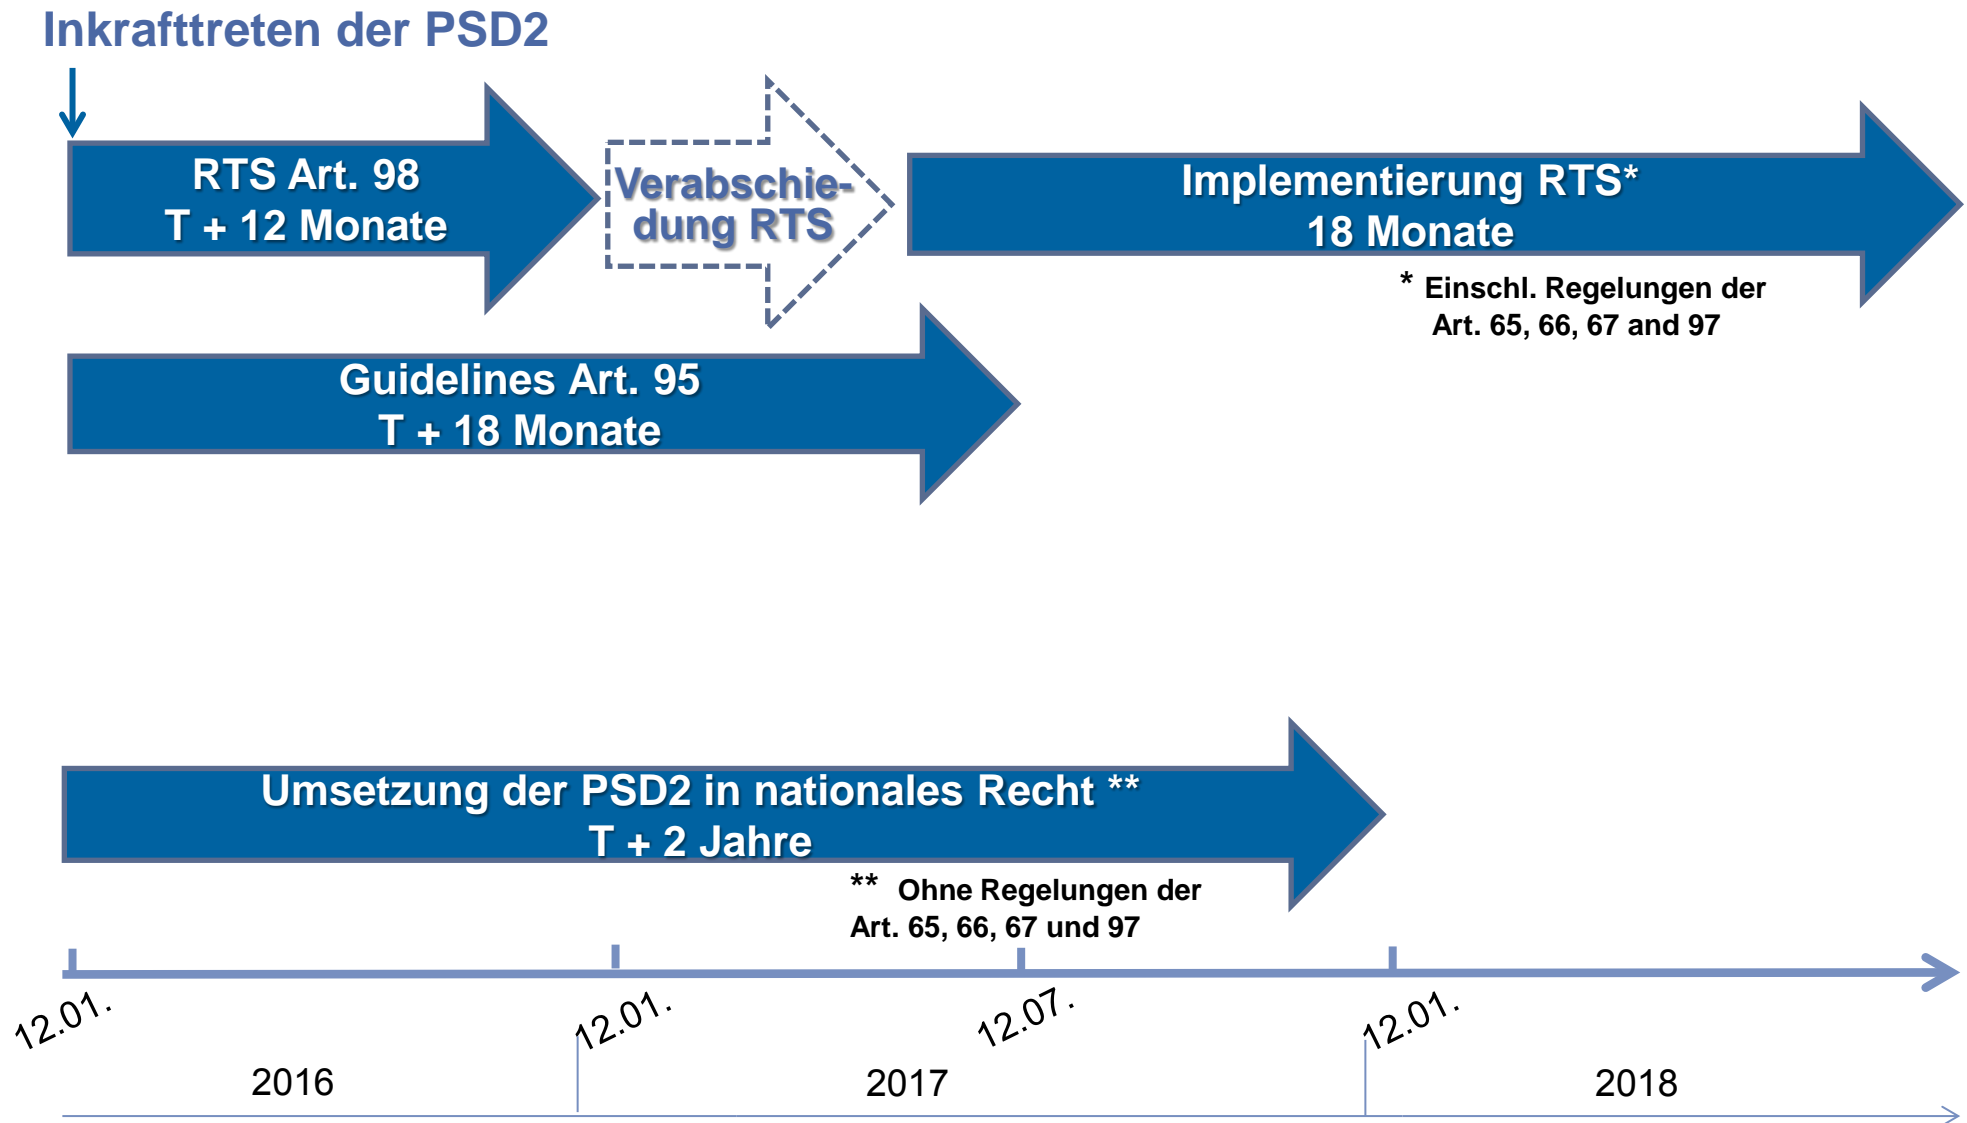 Inkrafttreten der PSD2
RTS Art. 98
T + 12 Monate
Verabschie-
dung RTS
Implementierung RTS*
18 Monate
* Einschl. Regelungen der
Art. 65, 66, 67 and 97
Guidelines Art. 95
T + 18 Monate
Umsetzung der PSD2 in nationales Recht **
T + 2 Jahre
** Ohne Regelungen der
Art. 65, 66, 67 und 97
12.01.
12.01.
12.07.
12.01.
2016
2017
2018